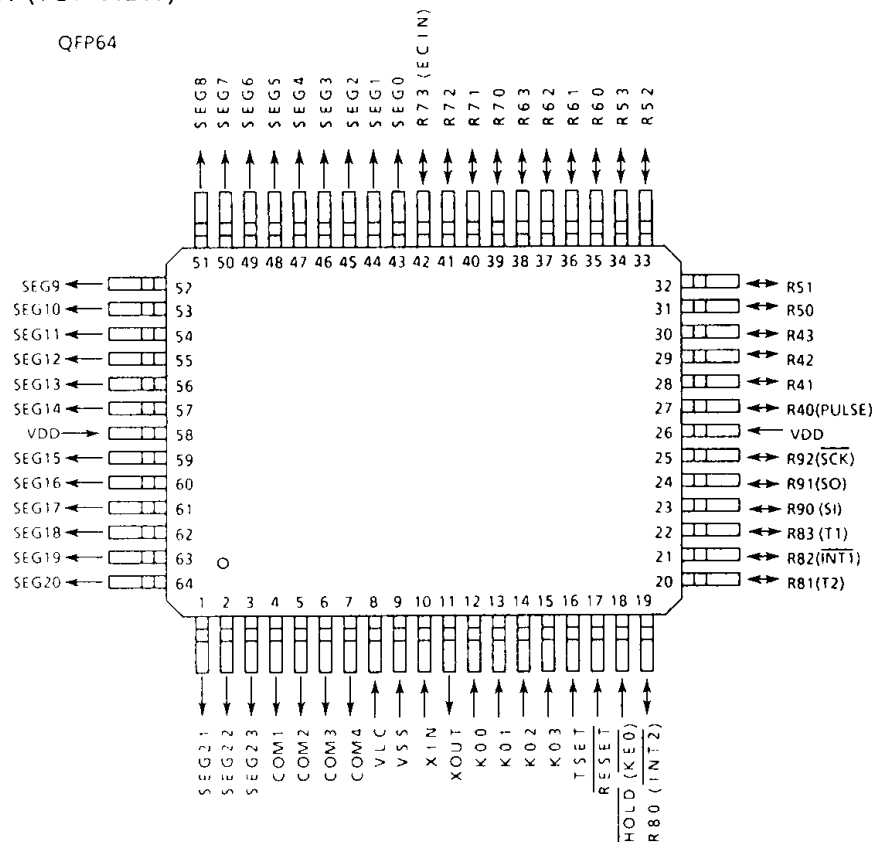 QFP64
SEG8
SEG7
SEG6
SEG5
SEG4
SEG3
SEG2
SEG1
SEG0
R73 (ECIN)
R72
R71
R70
R63
R62
R61
R60
R53
R52
51 50 49 48 47 46 45 44 43 42 41 40 39 38 37 36 35 34 33
SEG9 52
SEG10 53
SEG11 54
SEG12 55
SEG13 56
SEG14 57
VDD 58
SEG15 59
SEG16 60
SEG17 61
SEG18 62
SEG19 63
SEG20 64
32 R51
31 R50
30 R43
29 R42
28 R41
27 R40(PULSE)
26 VDD
25 R92(SCK)
24 R91(SO)
23 R90 (SI)
22 R83 (T1)
21 R82(INT1)
20 R81(T2)
1 2 3 4 5 6 7 8 9 10 11 12 13 14 15 16 17 18 19
SEG21
SEG22
SEG23
COM1
COM2
COM3
COM4
VLC
VSS
XIN
XOUT
K00
K01
K02
K03
TSET
RESET
HOLD (KE0)
R80 (INT2)